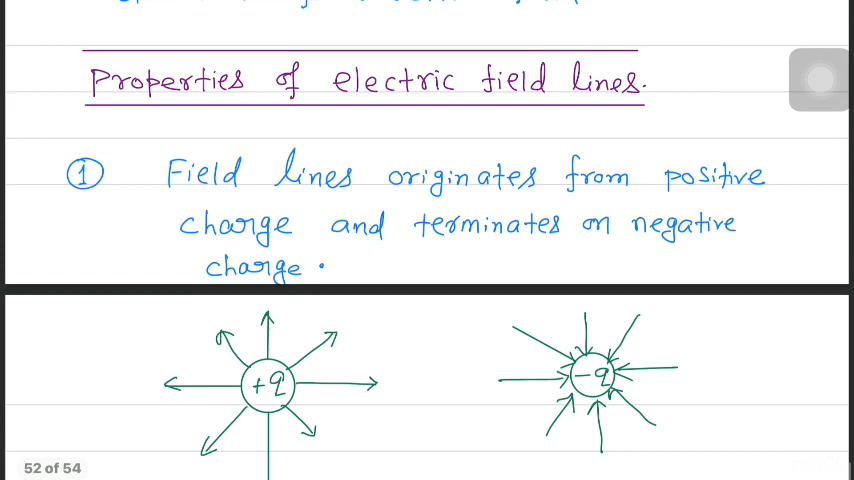 Properties of electric field lines.
① Field lines originates from positive
charge and terminates on negative
charge.
+q
-q
52 of 54